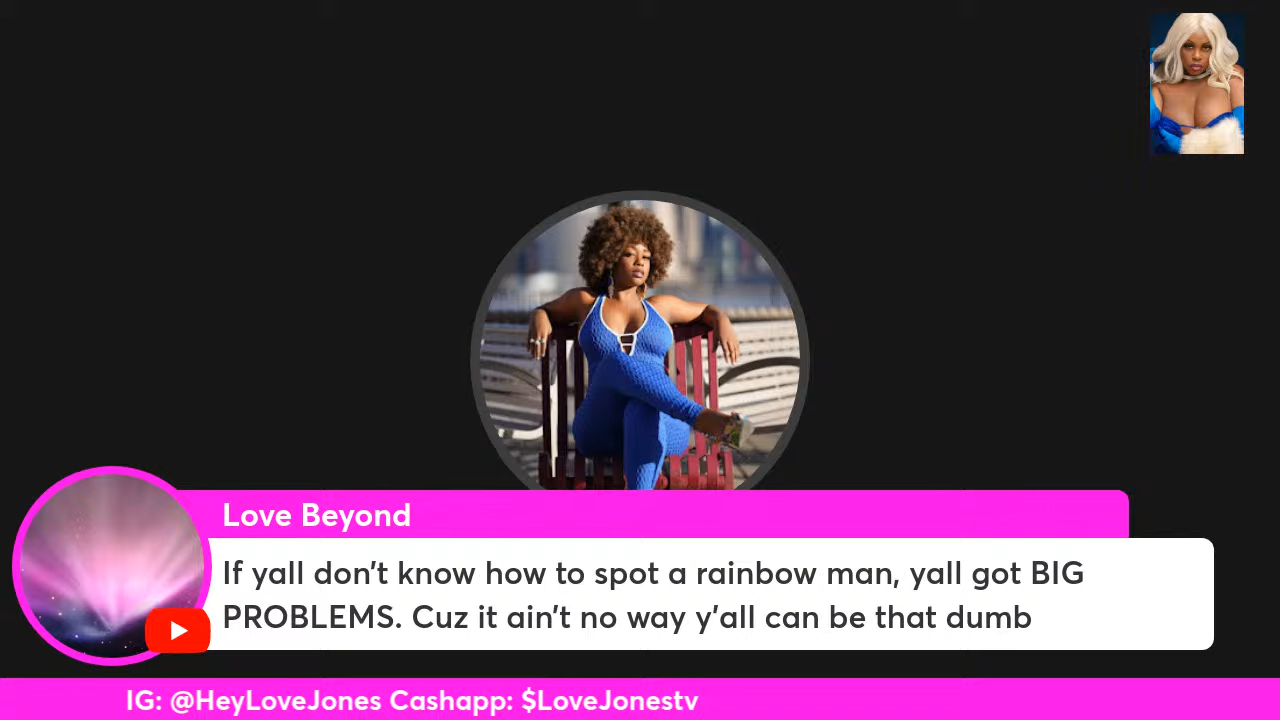 Love Beyond
If yall don't know how to spot a rainbow man, yall got BIG
PROBLEMS. Cuz it ain't no way y'all can be that dumb
IG: @HeyLoveJones Cashapp: $LoveJonestv